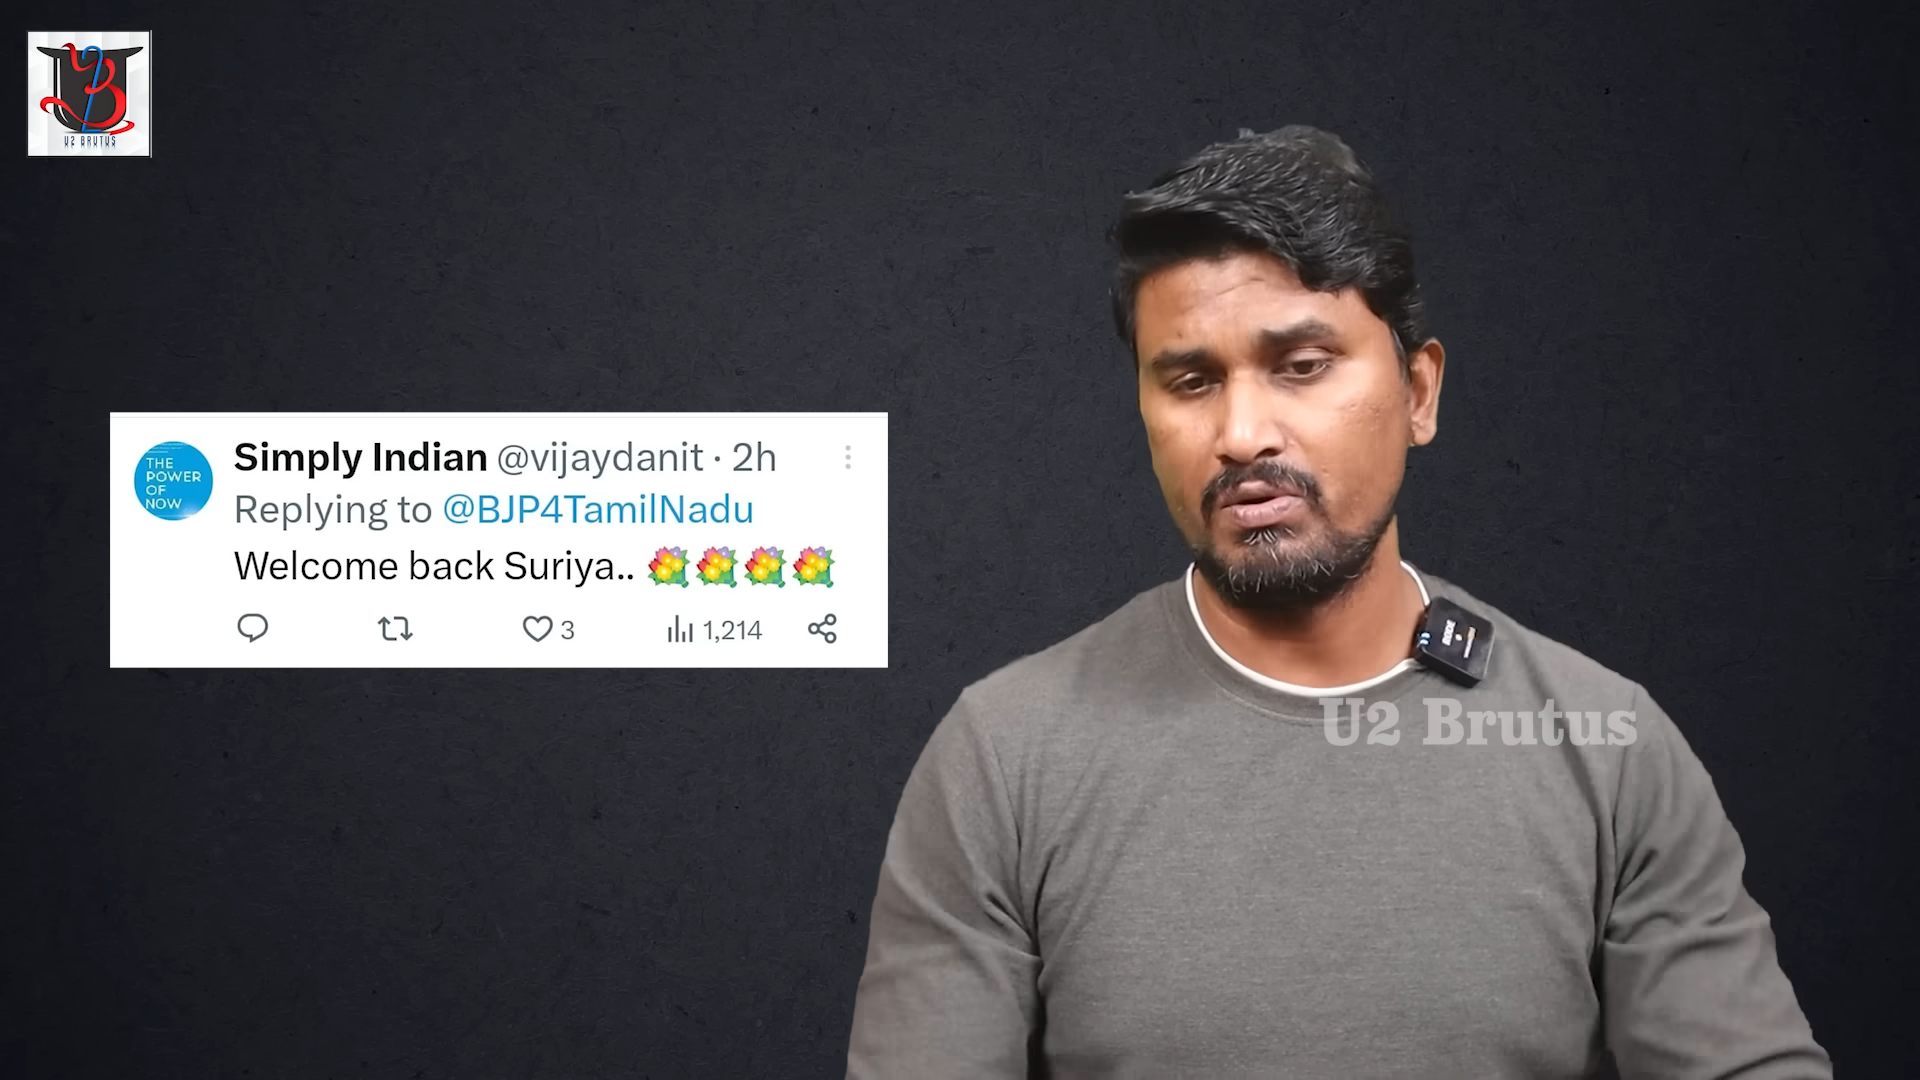 U2 BRUTUS
THE
POWER
OF
NOW
Simply Indian @vijaydanit · 2h
Replying to @BJP4TamilNadu
Welcome back Suriya.. 💐💐💐💐
3 1,214
RODE
U2 Brutus